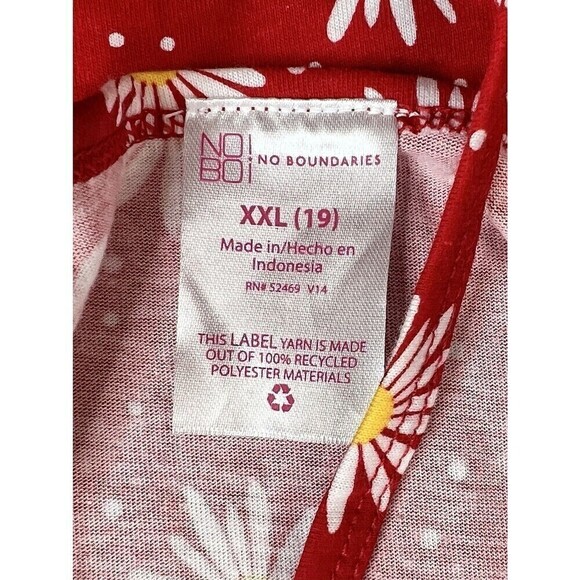 NO!
BOi
NO BOUNDARIES
XXL (19)
Made in/Hecho en
Indonesia
RN# 52469 V14
THIS LABEL YARN IS MADE
OUT OF 100% RECYCLED
POLYESTER MATERIALS